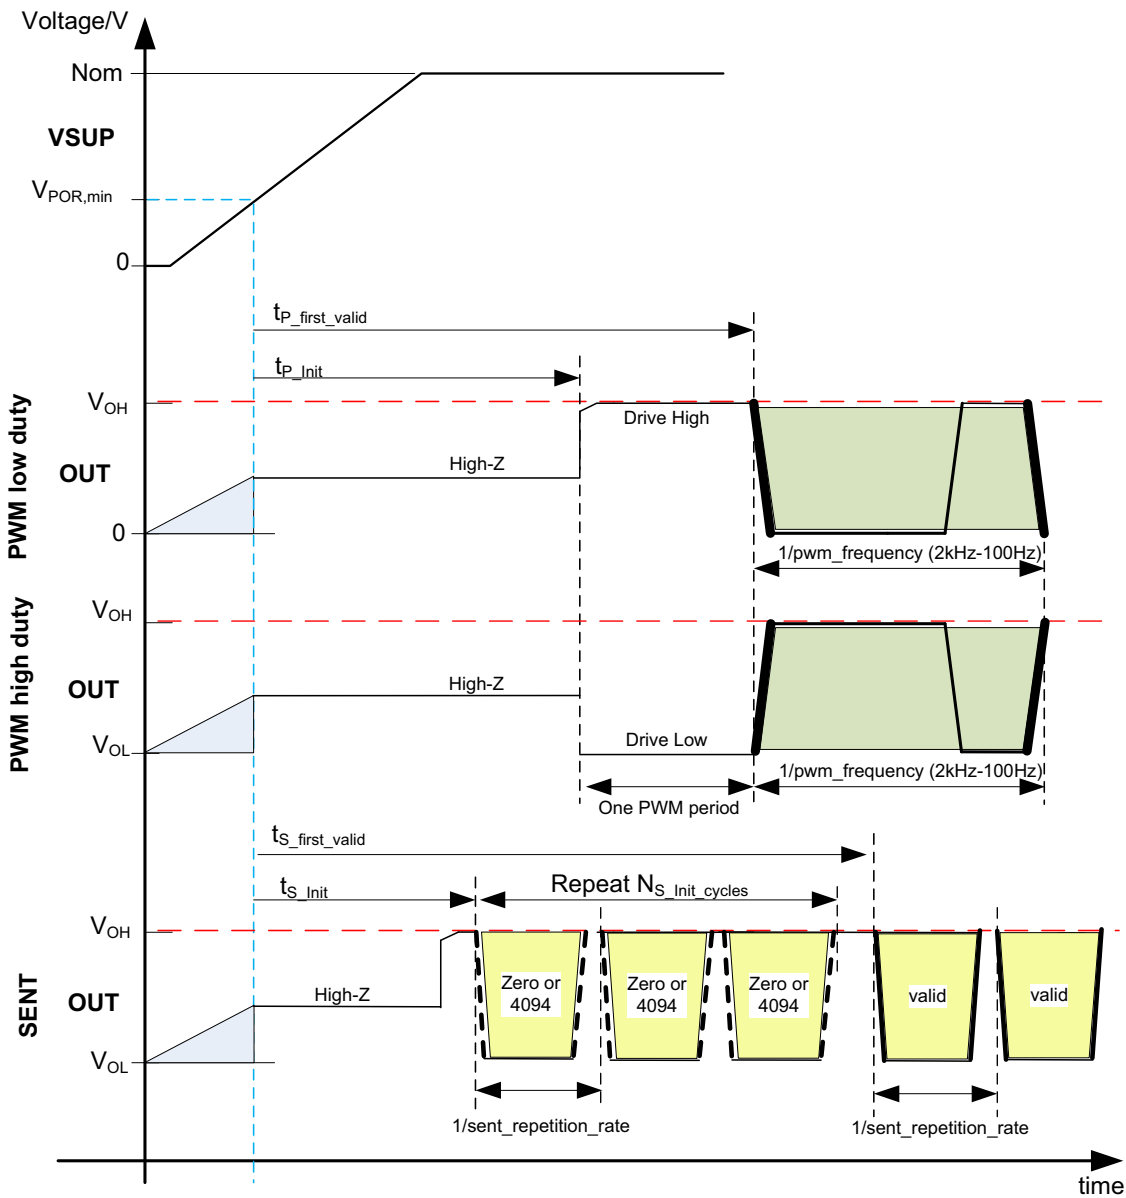 Voltage/V
Nom
VSUP
VPOR,min
0
tP_first_valid
tP_Init
VOH
Drive High
PWM low duty
OUT
High-Z
0
1/pwm_frequency (2kHz-100Hz)
VOH
PWM high duty
OUT
High-Z
VOL
Drive Low
1/pwm_frequency (2kHz-100Hz)
One PWM period
tS_first_valid
tS_Init
Repeat NS_Init_cycles
VOH
SENT
OUT
High-Z
Zero or
4094
Zero or
4094
Zero or
4094
valid
valid
VOL
1/sent_repetition_rate
1/sent_repetition_rate
time